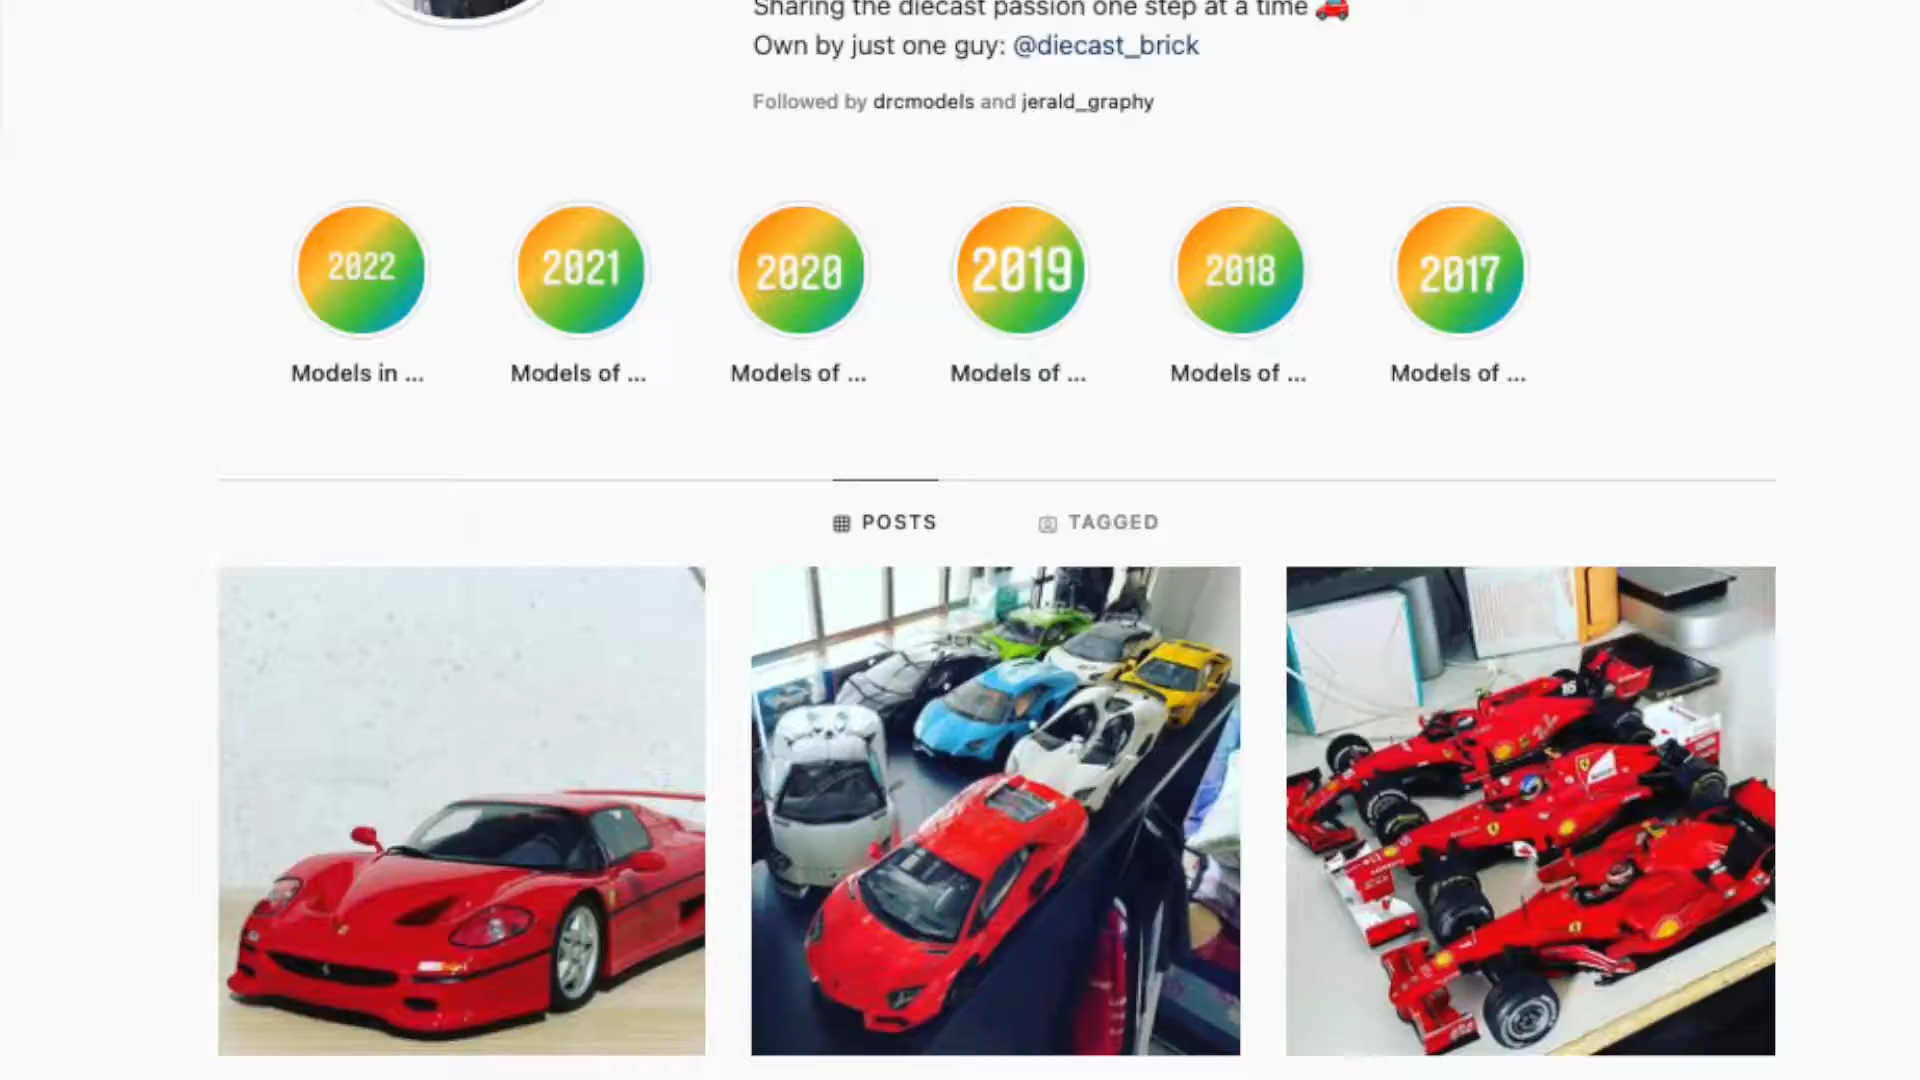 Sharing the diecast passion one step at a time 🚗
Own by just one guy: @diecast_brick
Followed by drcmodels and jerald_graphy
2022
2021
2020
2019
2018
2017
Models in ...
Models of ...
Models of ...
Models of ...
Models of ...
Models of ...
POSTS
TAGGED